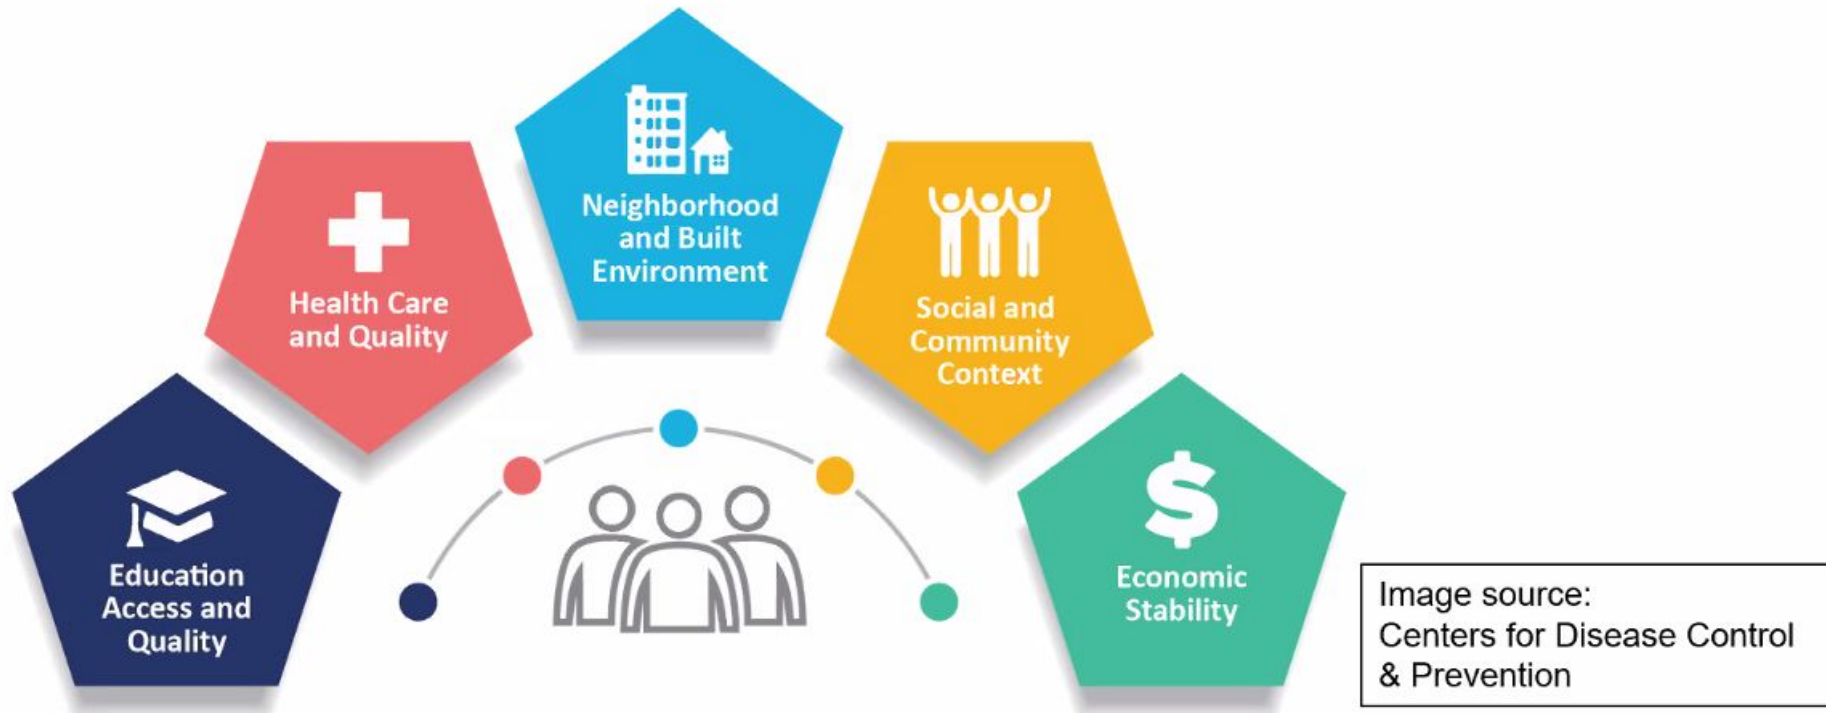 Education
Access and
Quality
Health Care
and Quality
Neighborhood
and Built
Environment
Social and
Community
Context
$
Economic
Stability
Image source:
Centers for Disease Control
& Prevention